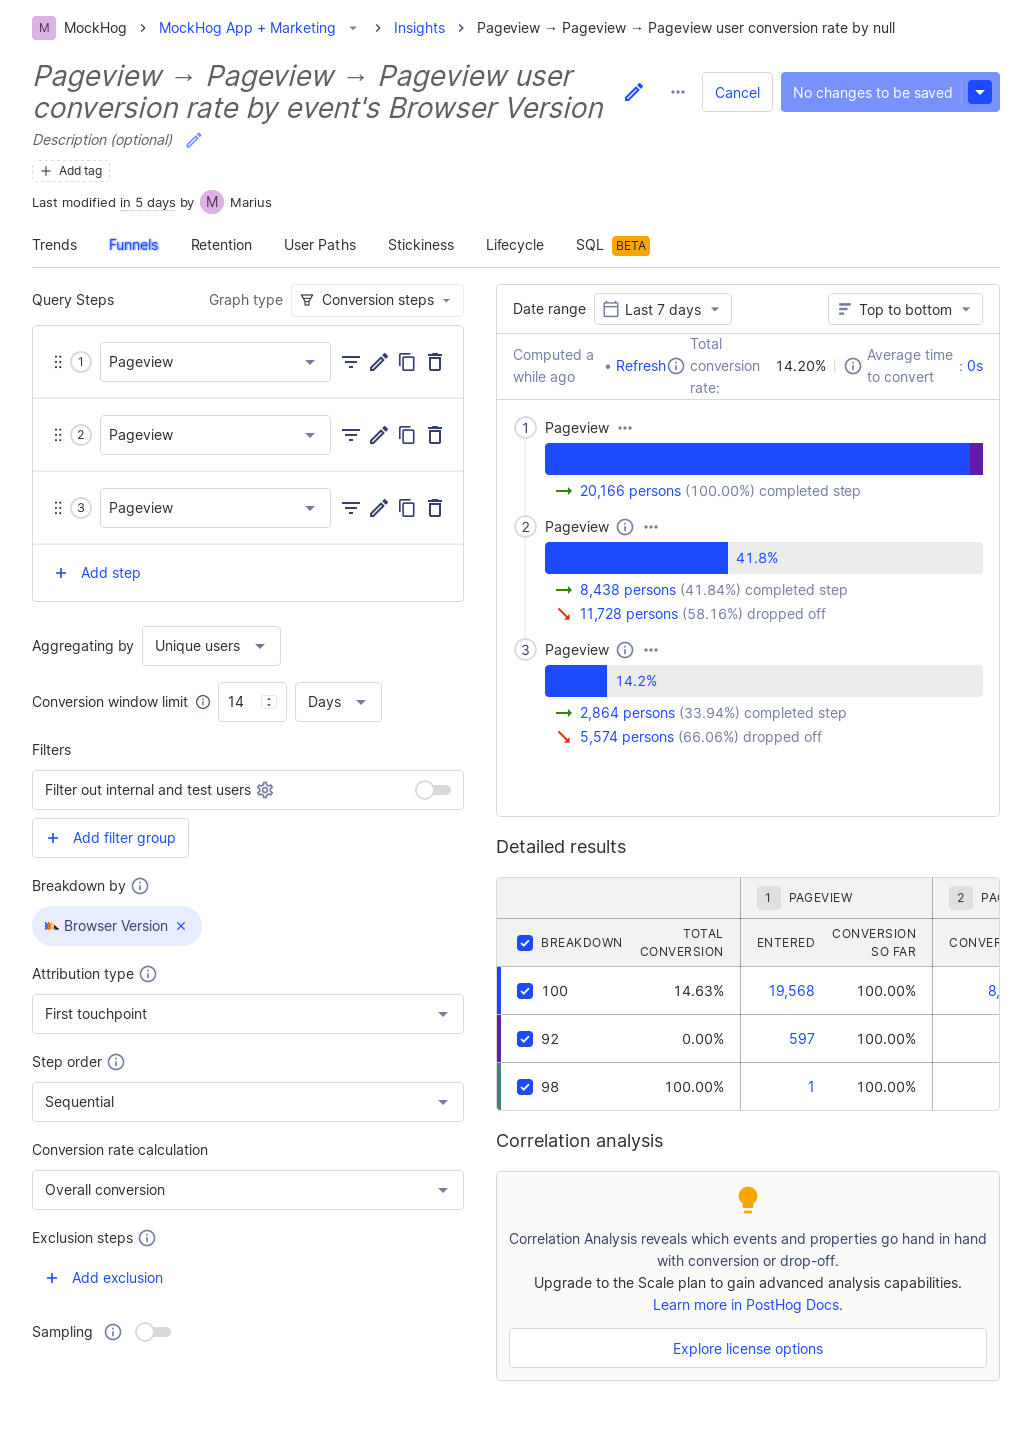 M MockHog > MockHog App + Marketing > Insights > Pageview → Pageview → Pageview user conversion rate by null
Pageview → Pageview → Pageview user
conversion rate by event's Browser Version
Cancel
No changes to be saved
Description (optional)
+ Add tag
Last modified in 5 days by M Marius
Trends Funnels Retention User Paths Stickiness Lifecycle SQL BETA
Query Steps
Graph type Conversion steps
1 Pageview
2 Pageview
3 Pageview
+ Add step
Aggregating by Unique users
Conversion window limit 14 Days
Filters
Filter out internal and test users
+ Add filter group
Breakdown by
Browser Version
Attribution type
First touchpoint
Step order
Sequential
Conversion rate calculation
Overall conversion
Exclusion steps
+ Add exclusion
Sampling
Date range Last 7 days Top to bottom
Computed a while ago • Refresh Total conversion rate: 14.20% Average time to convert : 0s
1 Pageview
20,166 persons (100.00%) completed step
2 Pageview
41.8%
8,438 persons (41.84%) completed step
11,728 persons (58.16%) dropped off
3 Pageview
14.2%
2,864 persons (33.94%) completed step
5,574 persons (66.06%) dropped off
Detailed results
1 PAGEVIEW 2
BREAKDOWN TOTAL CONVERSION ENTERED CONVERSION SO FAR
100 14.63% 19,568 100.00%
92 0.00% 597 100.00%
98 100.00% 1 100.00%
Correlation analysis
Correlation Analysis reveals which events and properties go hand in hand
with conversion or drop-off.
Upgrade to the Scale plan to gain advanced analysis capabilities.
Learn more in PostHog Docs.
Explore license options